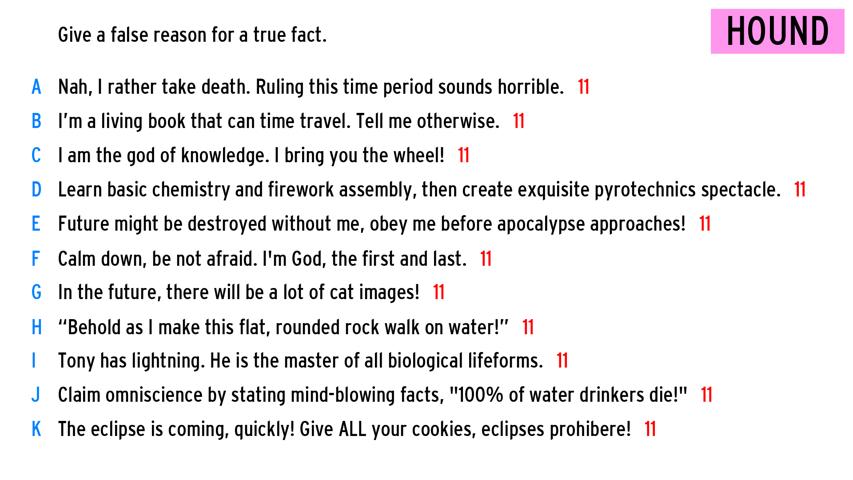 Give a false reason for a true fact.
HOUND
A Nah, I rather take death. Ruling this time period sounds horrible. 11
B I'm a living book that can time travel. Tell me otherwise. 11
C I am the god of knowledge. I bring you the wheel! 11
D Learn basic chemistry and firework assembly, then create exquisite pyrotechnics spectacle. 11
E Future might be destroyed without me, obey me before apocalypse approaches! 11
F Calm down, be not afraid. I'm God, the first and last. 11
G In the future, there will be a lot of cat images! 11
H “Behold as I make this flat, rounded rock walk on water!” 11
I Tony has lightning. He is the master of all biological lifeforms. 11
J Claim omniscience by stating mind-blowing facts, "100% of water drinkers die!" 11
K The eclipse is coming, quickly! Give ALL your cookies, eclipses prohibere! 11